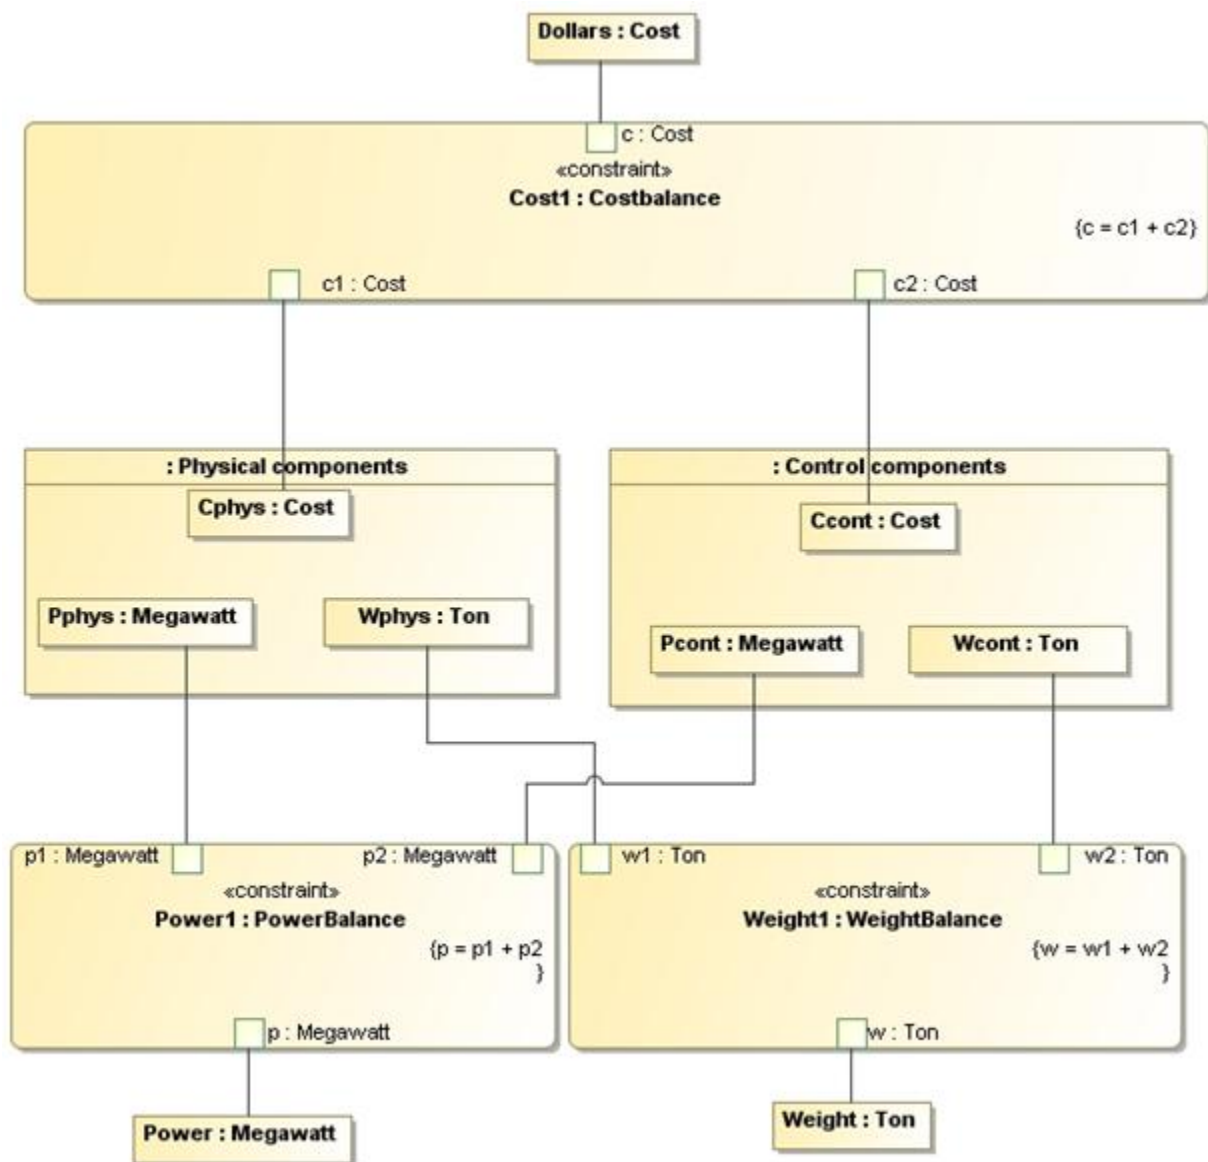 Dollars : Cost
c : Cost
«constraint»
Cost1 : Costbalance
{c = c1 + c2}
c1 : Cost
c2 : Cost
: Physical components
: Control components
Cphys : Cost
Ccont : Cost
Pphys : Megawatt
Wphys : Ton
Pcont : Megawatt
Wcont : Ton
p1 : Megawatt
p2 : Megawatt
w1 : Ton
w2 : Ton
«constraint»
Power1 : PowerBalance
{p = p1 + p2
}
«constraint»
Weight1 : WeightBalance
{w = w1 + w2
}
p : Megawatt
w : Ton
Power : Megawatt
Weight : Ton